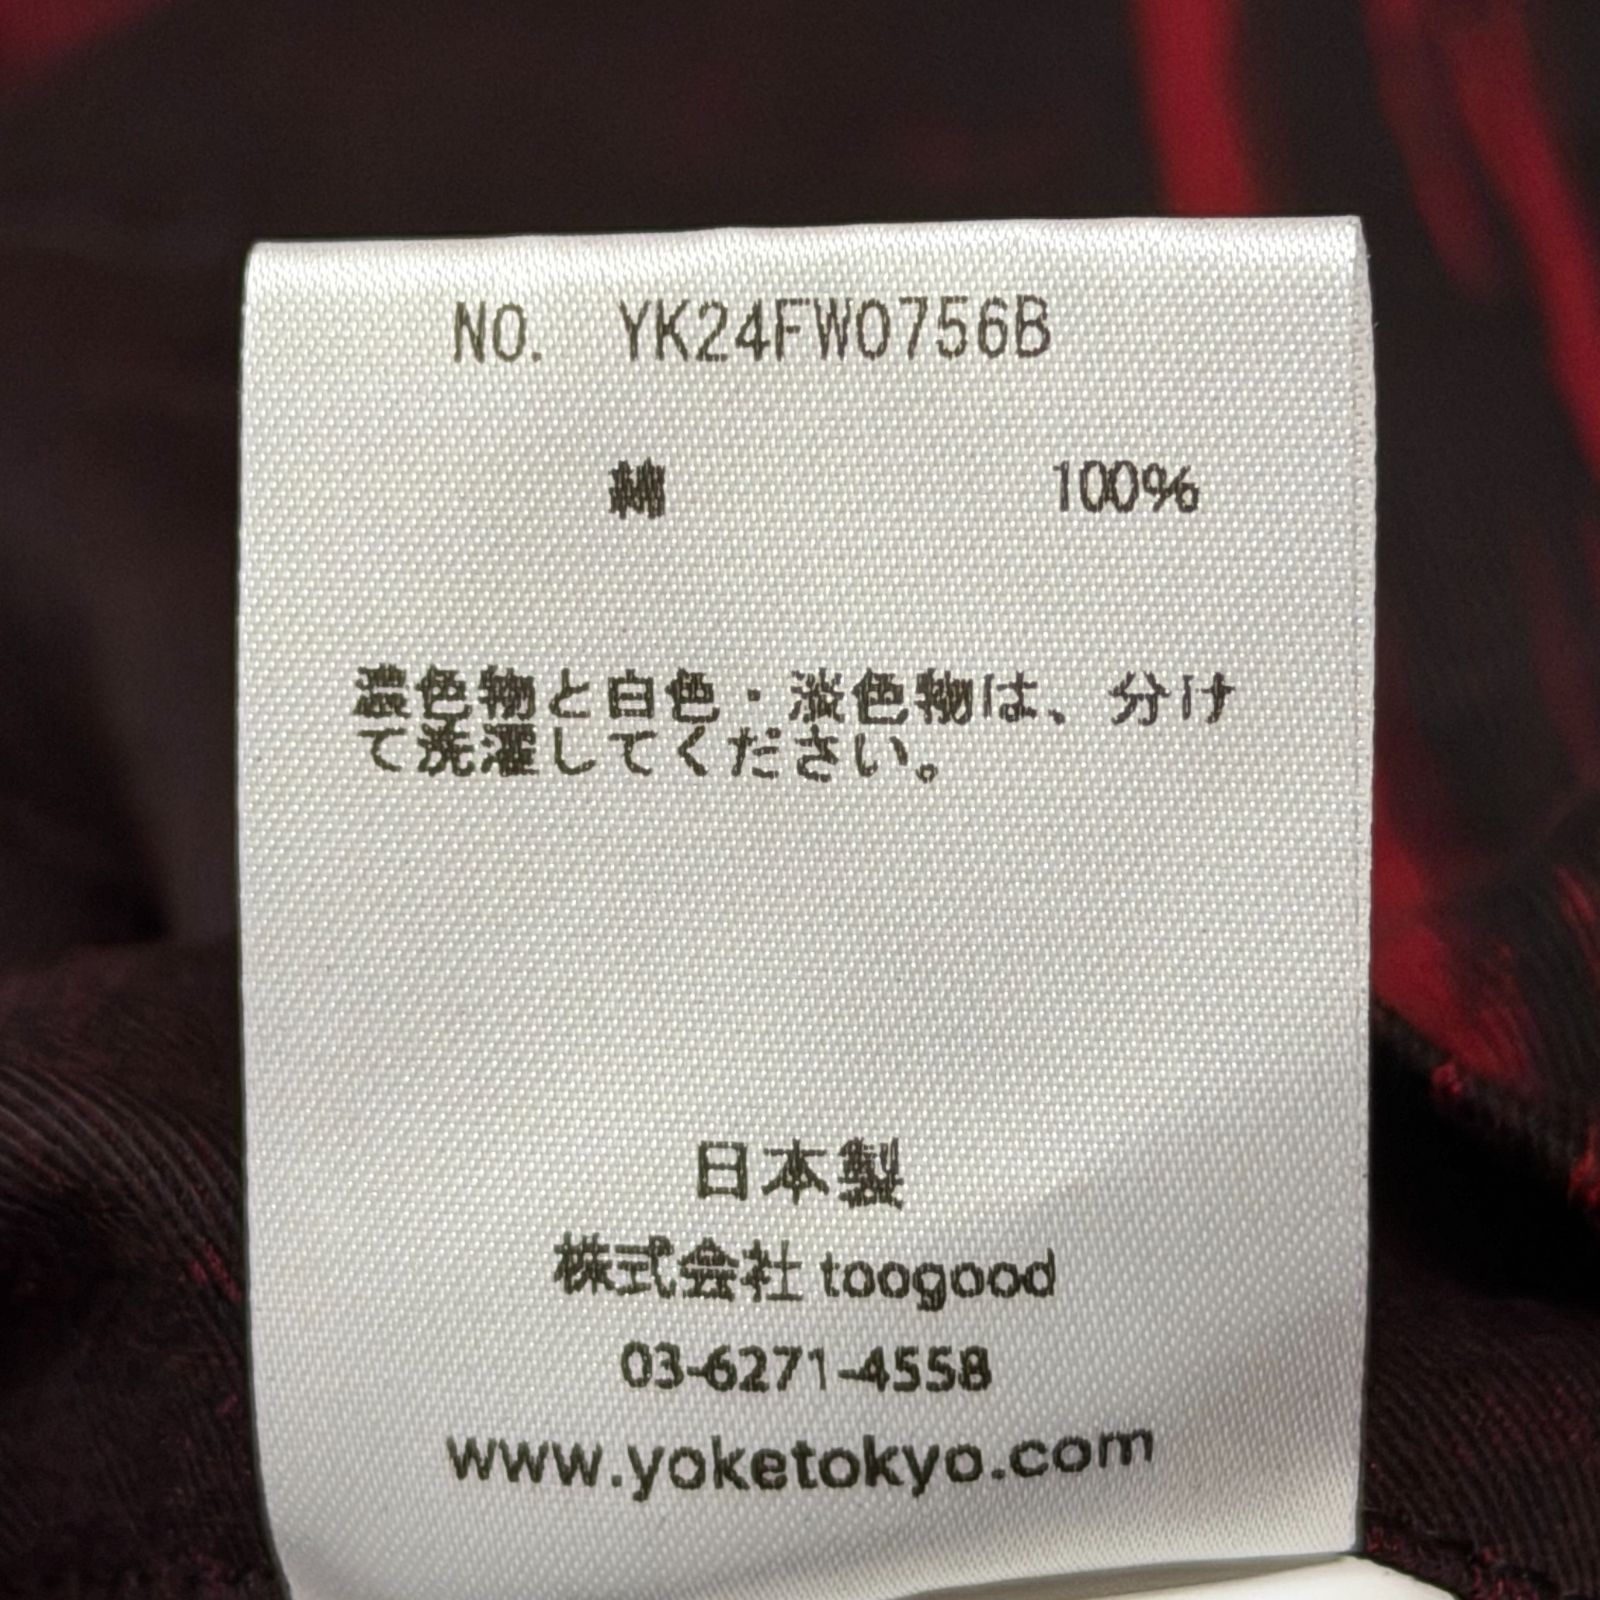 NO. YK24FW0756B
綿 100%
濃色物と白色・淡色物は、分け
て洗濯してください。
日本製
株式会社 toogood
03-6271-4558
www.yoketokyo.com